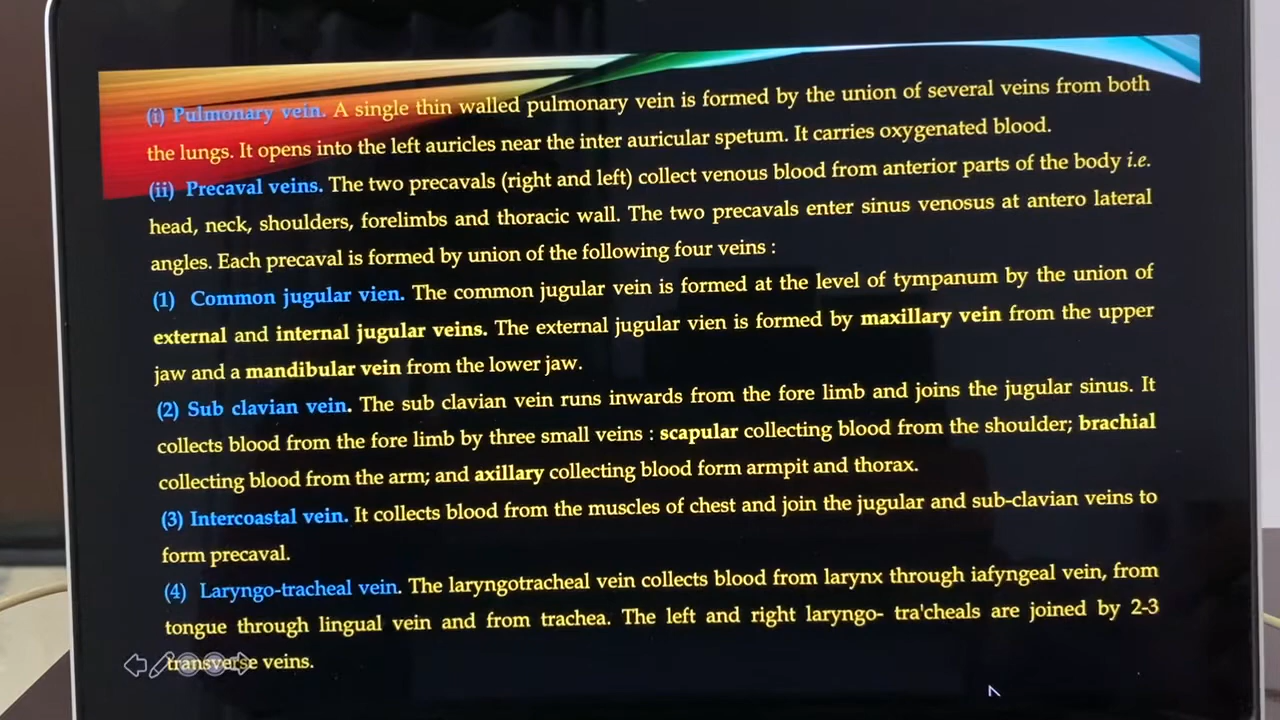 (i) Pulmonary vein. A single thin walled pulmonary vein is formed by the union of several veins from both
the lungs. It opens into the left auricles near the inter auricular spetum. It carries oxygenated blood.
(ii) Precaval veins. The two precavals (right and left) collect venous blood from anterior parts of the body i.e.
head, neck, shoulders, forelimbs and thoracic wall. The two precavals enter sinus venosus at antero lateral
angles. Each precaval is formed by union of the following four veins :
(1) Common jugular vien. The common jugular vein is formed at the level of tympanum by the union of
external and internal jugular veins. The external jugular vien is formed by maxillary vein from the upper
jaw and a mandibular vein from the lower jaw.
(2) Sub clavian vein. The sub clavian vein runs inwards from the fore limb and joins the jugular sinus. It
collects blood from the fore limb by three small veins : scapular collecting blood from the shoulder; brachial
collecting blood from the arm; and axillary collecting blood form armpit and thorax.
(3) Intercoastal vein. It collects blood from the muscles of chest and join the jugular and sub-clavian veins to
form precaval.
(4) Laryngo-tracheal vein. The laryngotracheal vein collects blood from larynx through iafyngeal vein, from
tongue through lingual vein and from trachea. The left and right laryngo- tra'cheals are joined by 2-3
transverse veins.